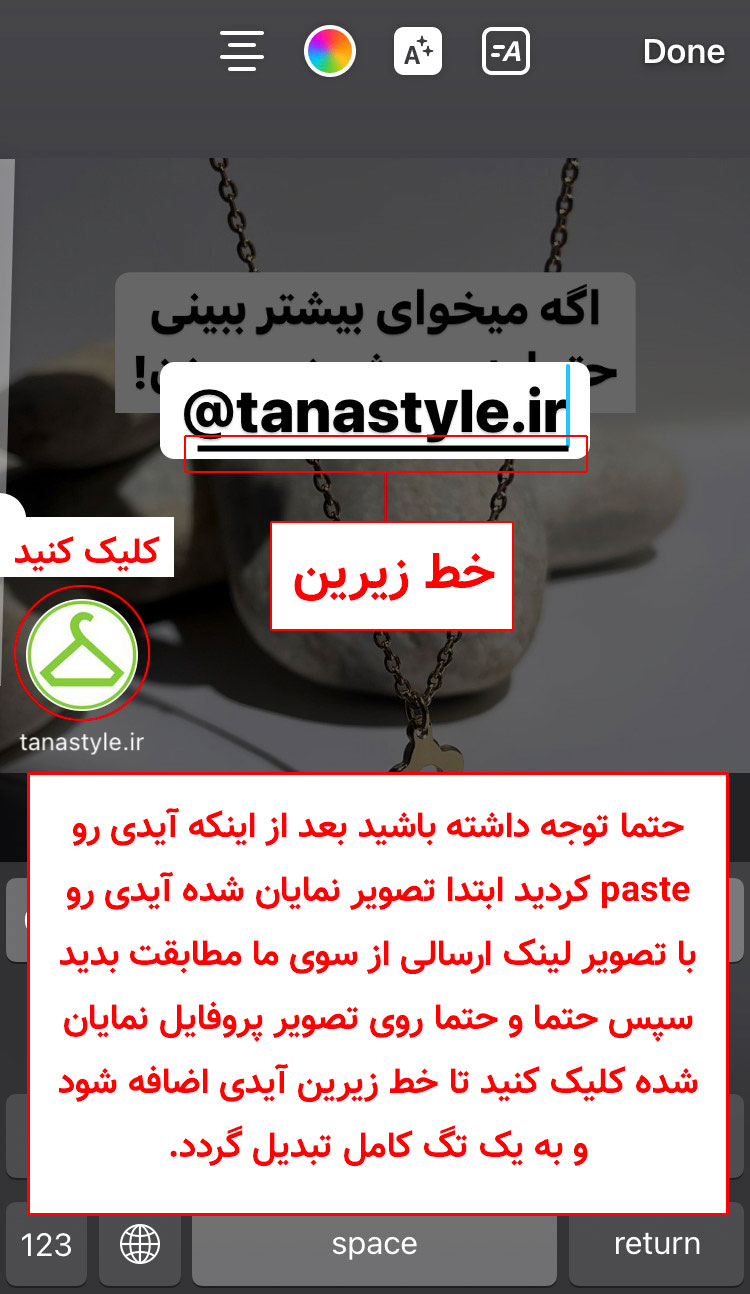 Done
اگه میخوای بیشتر ببینی
@tanastyle.ir
خط زیرین
کلیک کنید
tanastyle.ir
حتما توجه داشته باشید بعد از اینکه آیدی رو
paste کردید ابتدا تصویر نمایان شده آیدی رو
با تصویر لینک ارسالی از سوی ما مطابقت بدید
سپس حتما و حتما روی تصویر پروفایل نمایان
شده کلیک کنید تا خط زیرین آیدی اضافه شود
و به یک تگ کامل تبدیل گردد.
123
space
return